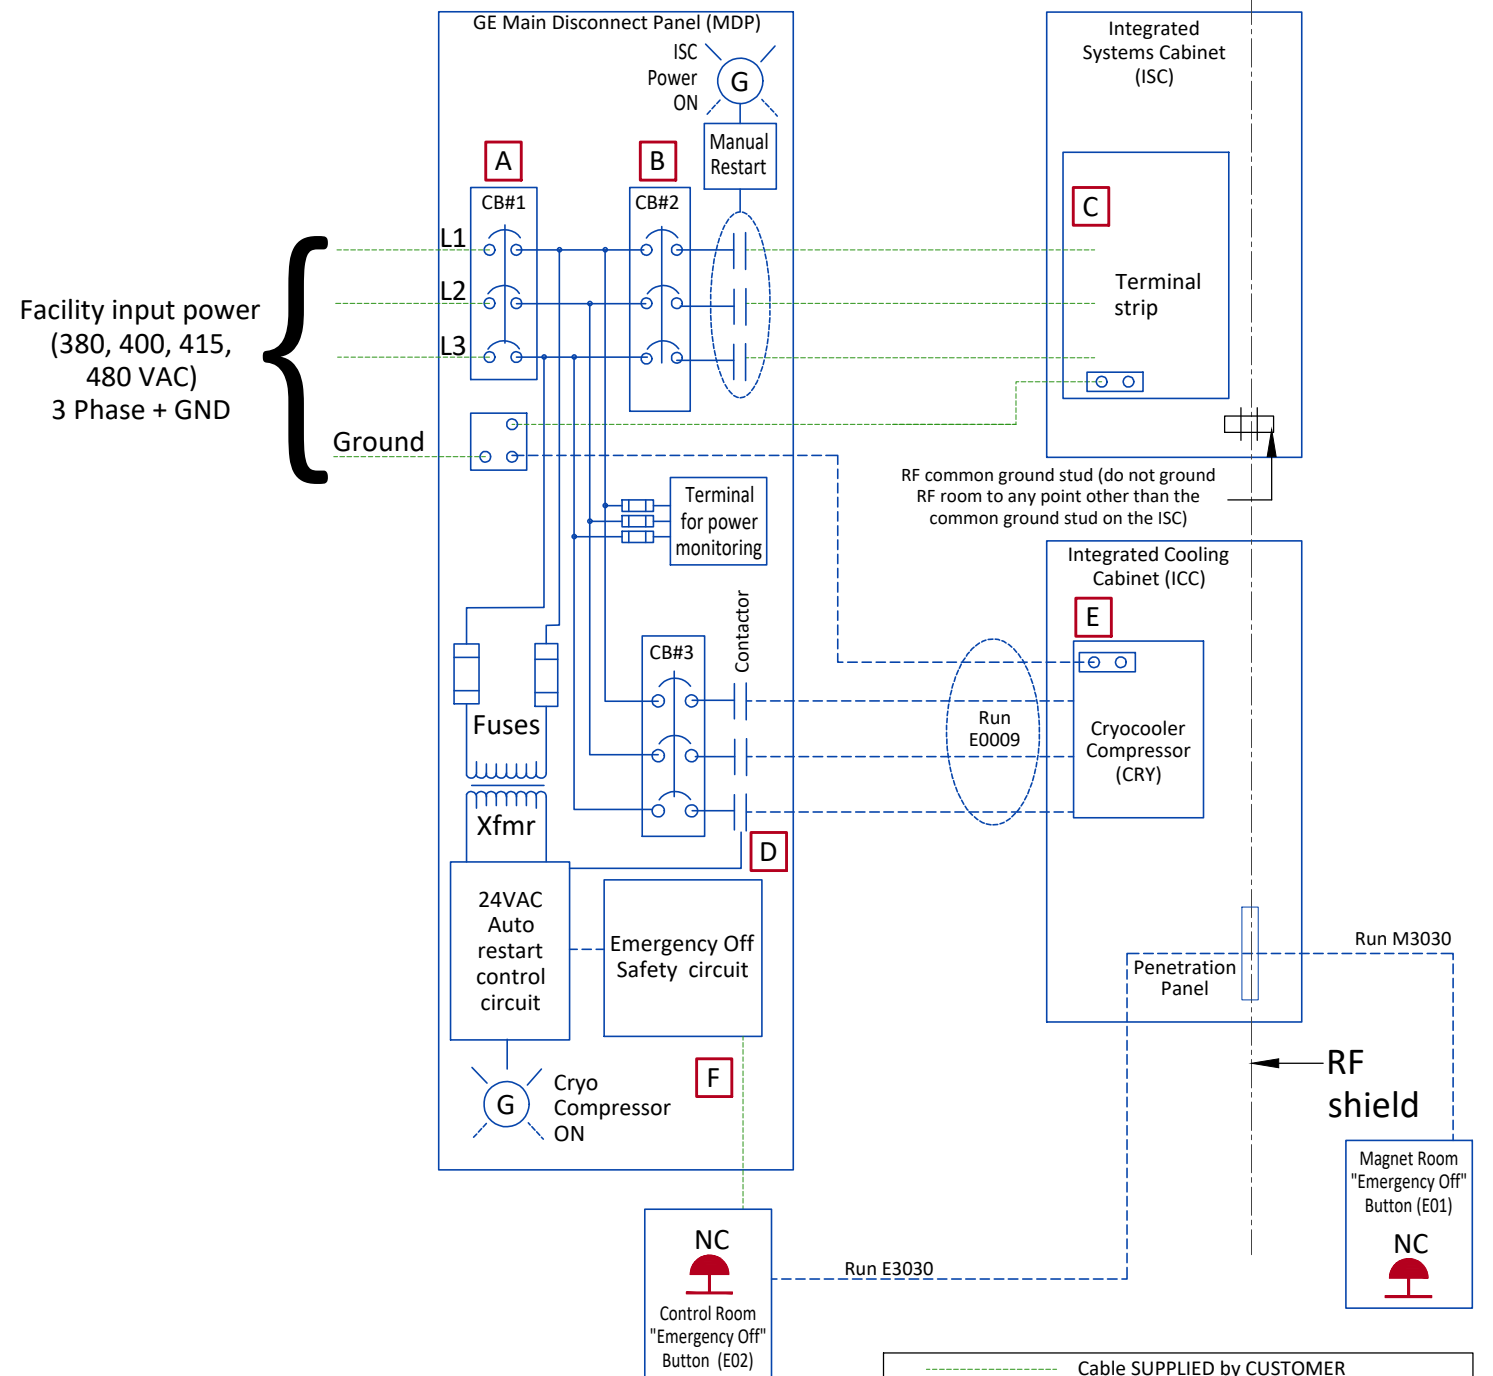 GE Main Disconnect Panel (MDP)
ISC
Power
ON
G
Manual
Restart
A
B
CB#1
CB#2
L1
L2
L3
Facility input power
(380, 400, 415,
480 VAC)
3 Phase + GND
Ground
Integrated
Systems Cabinet
(ISC)
C
Terminal
strip
RF common ground stud (do not ground
RF room to any point other than the
common ground stud on the ISC)
Terminal
for power
monitoring
Integrated Cooling
Cabinet (ICC)
E
CB#3
Contactor
Run
E0009
Cryocooler
Compressor
(CRY)
Fuses
Xfmr
D
24VAC
Auto
restart
control
circuit
Emergency Off
Safety circuit
F
G
Cryo
Compressor
ON
Penetration
Panel
Run M3030
RF
shield
Magnet Room
"Emergency Off"
Button (E01)
NC
NC
Control Room
"Emergency Off"
Button (E02)
Run E3030
Cable SUPPLIED by CUSTOMER